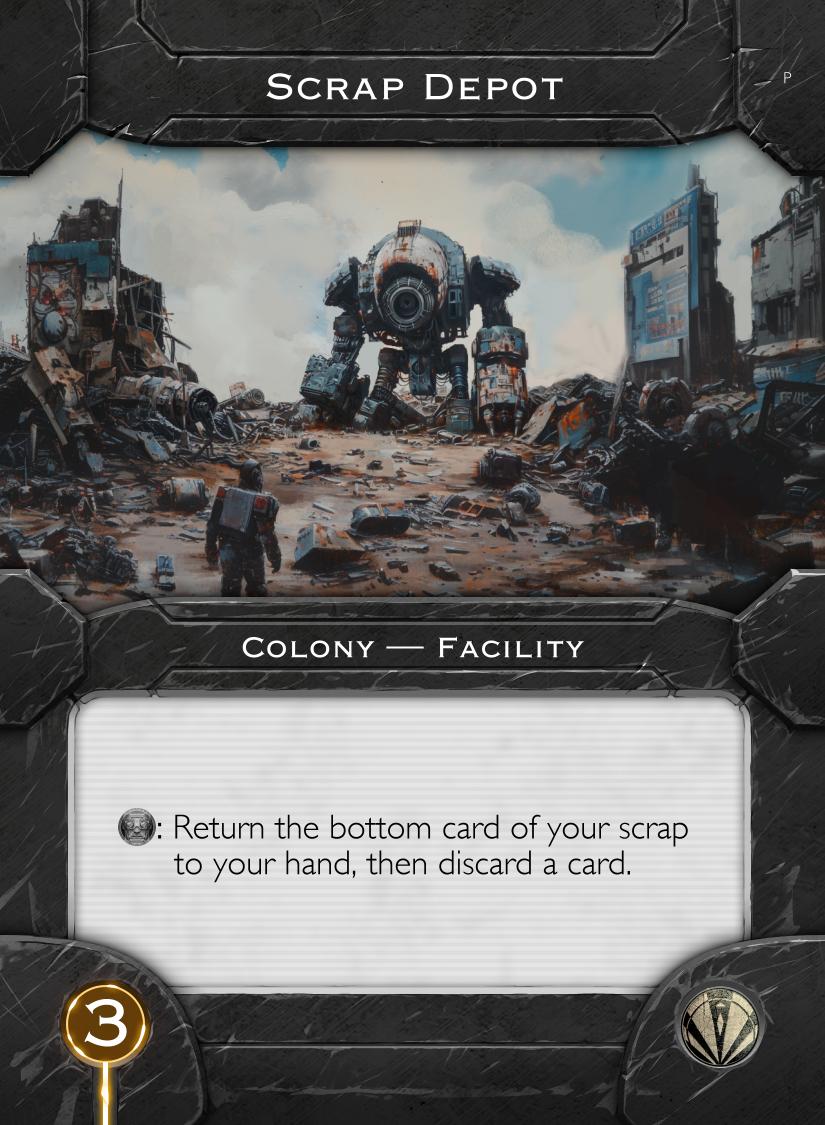 Scrap Depot
P
Colony — Facility
: Return the bottom card of your scrap
to your hand, then discard a card.
3